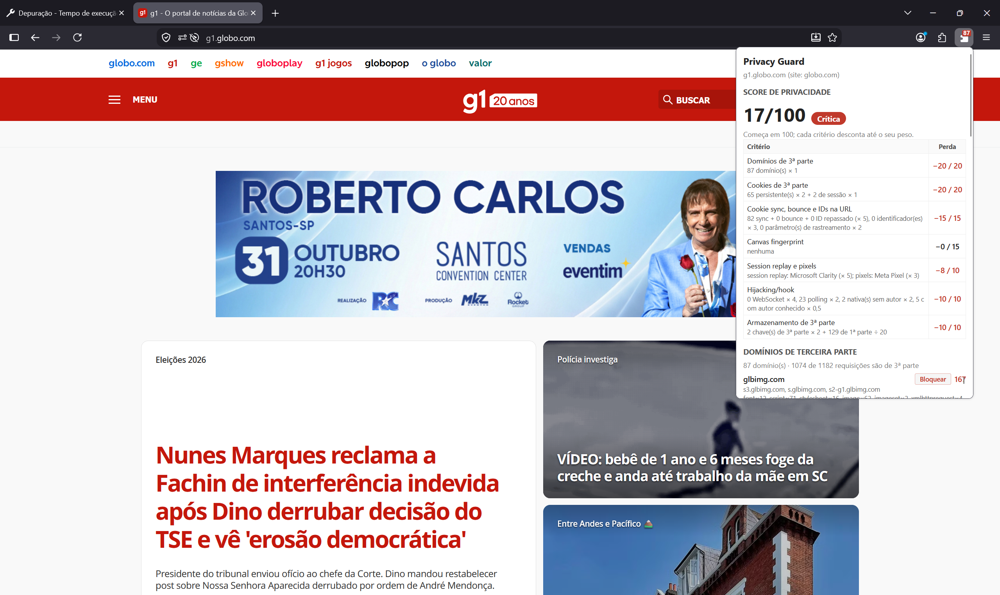 Depuração - Tempo de execuçã
g1 - O portal de notícias da Glo
g1.globo.com
87
globo.com g1 ge gshow globoplay g1 jogos globopop o globo valor
MENU
g1 20 anos
BUSCAR
ROBERTO CARLOS
SANTOS-SP
31 OUTUBRO
20H30
SANTOS
CONVENTION CENTER
VENDAS
eventim
REALIZAÇÃO RC
PRODUÇÃO MKZ EVENTOS
Rocket
GROUP
Eleições 2026
Nunes Marques reclama a
Fachin de interferência indevida
após Dino derrubar decisão do
TSE e vê 'erosão democrática'
Presidente do tribunal enviou ofício ao chefe da Corte. Dino mandou restabelecer
post sobre Nossa Senhora Aparecida derrubado por ordem de André Mendonça.
Polícia investiga
VÍDEO: bebê de 1 ano e 6 meses foge da
creche e anda até trabalho da mãe em SC
Entre Andes e Pacífico
Privacy Guard
g1.globo.com (site: globo.com)
SCORE DE PRIVACIDADE
17/100 Crítica
Começa em 100; cada critério desconta até o seu peso.
Critério Perda
Domínios de 3ª parte
87 domínio(s) × 1
−20 / 20
Cookies de 3ª parte
65 persistente(s) × 2 + 2 de sessão × 1
−20 / 20
Cookie sync, bounce e IDs na URL
82 sync + 0 bounce + 0 ID repassado (× 5), 0 identificador(es)
× 3, 0 parâmetro(s) de rastreamento × 2
−15 / 15
Canvas fingerprint
nenhuma
−0 / 15
Session replay e pixels
session replay: Microsoft Clarity (× 5); pixels: Meta Pixel (× 3)
−8 / 10
Hijacking/hook
0 WebSocket × 4, 23 polling × 2, 2 nativa(s) sem autor × 2, 5 c
om autor conhecido × 0,5
−10 / 10
Armazenamento de 3ª parte
2 chave(s) de 3ª parte × 2 + 129 de 1ª parte ÷ 20
−10 / 10
DOMÍNIOS DE TERCEIRA PARTE
87 domínio(s) · 1074 de 1182 requisições são de 3ª parte
glbimg.com Bloquear 167
s3.glbimg.com, s.glbimg.com, s2-g1.glbimg.com
font×12, script×71, stylesheet×16, image×62, imageset×2, xmlhttprequest×4